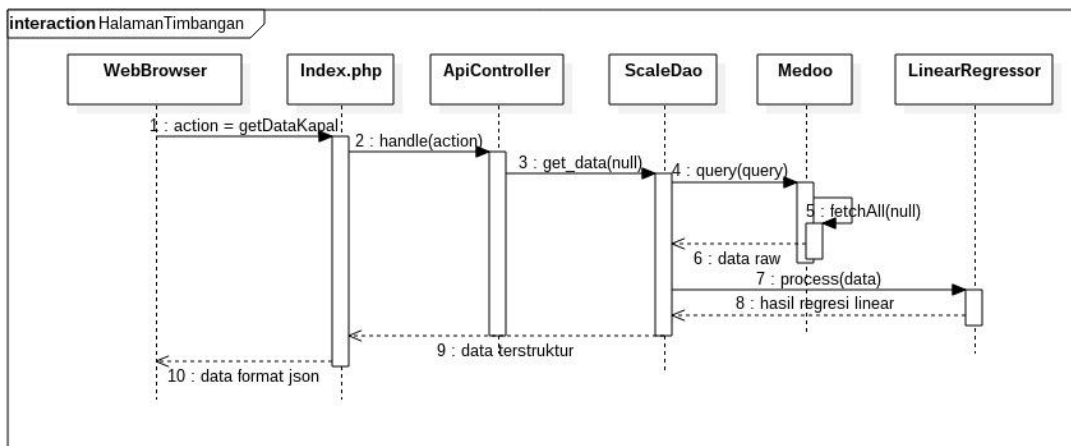 interaction HalamanTimbangan
WebBrowser
Index.php
ApiController
ScaleDao
Medoo
LinearRegressor
1 : action = getDataKapal
2 : handle(action)
3 : get_data(null)
4 : query(query)
5 : fetchAll(null)
6 : data raw
7 : process(data)
8 : hasil regresi linear
9 : data terstruktur
10 : data format json